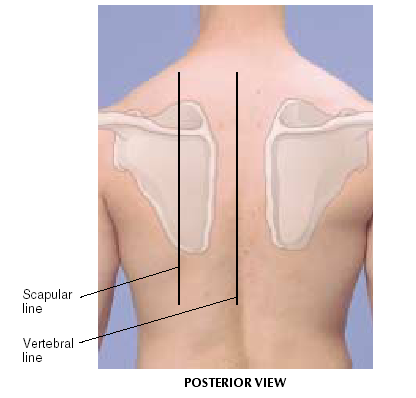 Scapular
line
Vertebral
line
POSTERIOR VIEW